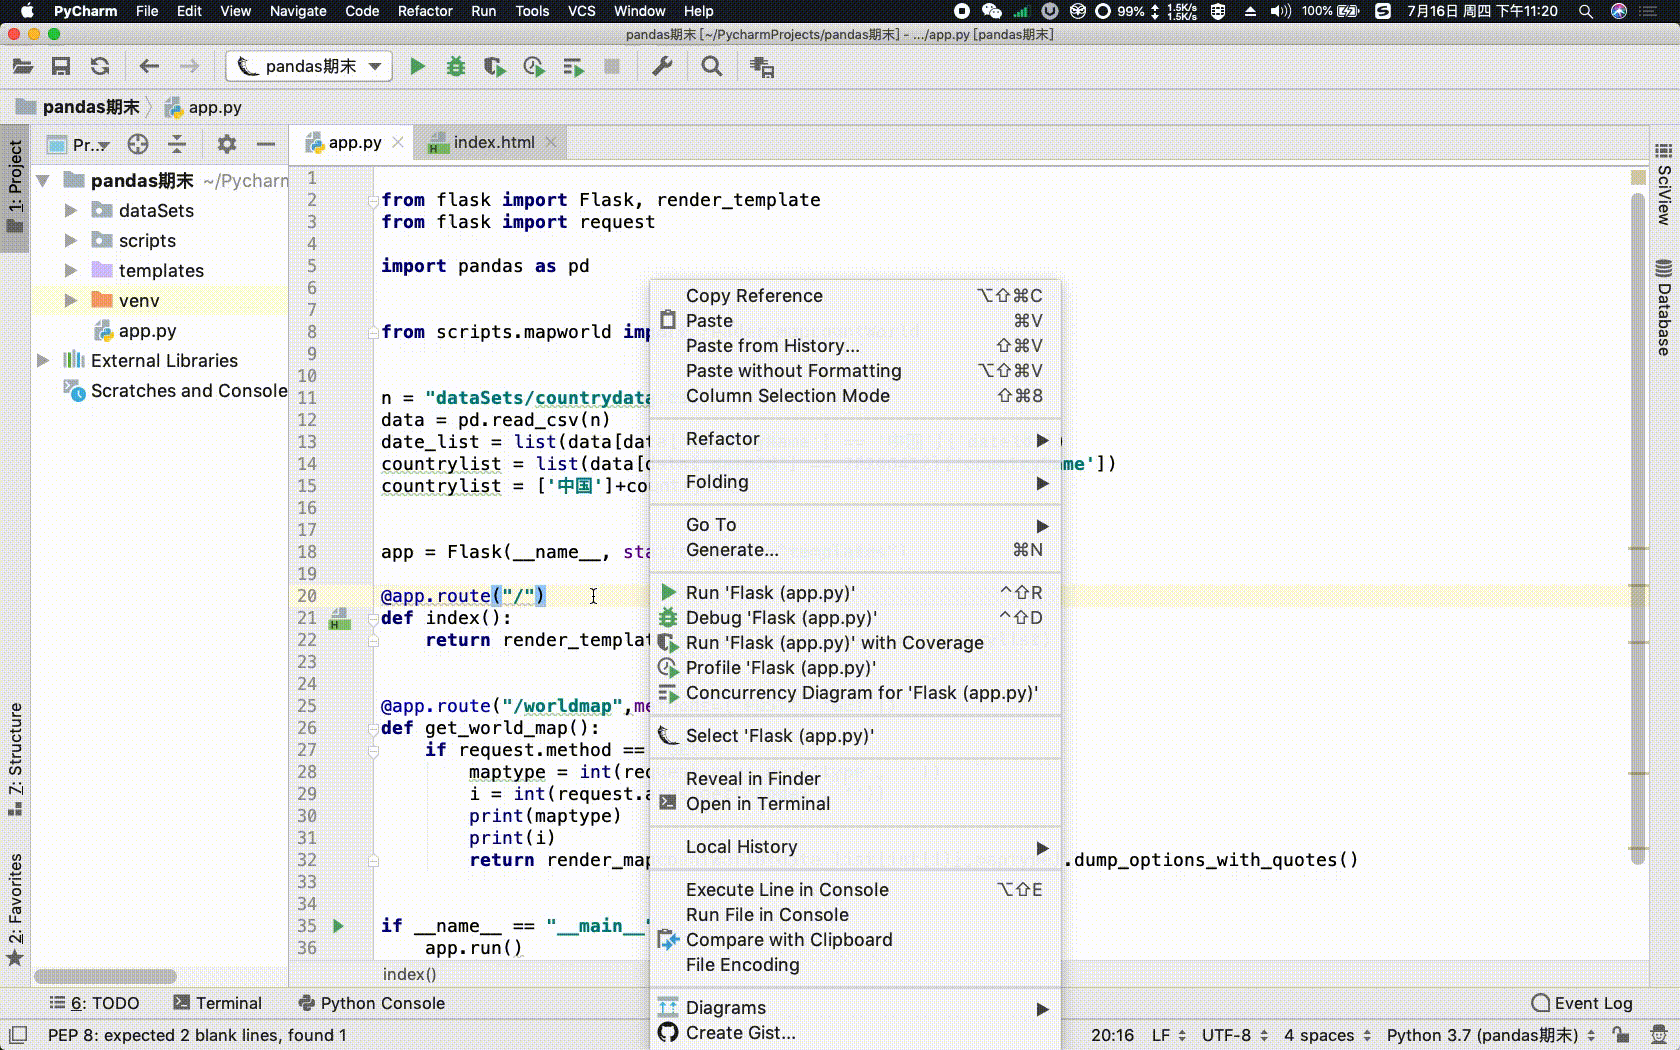 PyCharm File Edit View Navigate Code Refactor Run Tools VCS Window Help 99% 1.5K/s 1.5K/s 100% 7月16日 周四 下午11:20
pandas期末 [~/PycharmProjects/pandas期末] - .../app.py [pandas期末]
pandas期末
pandas期末 app.py
Pr.. app.py index.html
1: Project
pandas期末 ~/Pycharm
dataSets
scripts
templates
venv
app.py
External Libraries
Scratches and Console
7: Structure
2: Favorites
1
2 from flask import Flask, render_template
3 from flask import request
4
5 import pandas as pd
6
7
8 from scripts.mapworld imp
9
10
11 n = "dataSets/countrydata
12 data = pd.read_csv(n)
13 date_list = list(data[dat
14 countrylist = list(data[d me'])
15 countrylist = ['中国']+co
16
17
18 app = Flask(__name__, sta
19
20 @app.route("/")
21 def index():
22 return render_templat
23
24
25 @app.route("/worldmap",me
26 def get_world_map():
27 if request.method ==
28 maptype = int(rec
29 i = int(request.a
30 print(maptype)
31 print(i)
32 return render_map .dump_options_with_quotes()
33
34
35 if __name__ == "__main__"
36 app.run()
index()
Copy Reference ⌥⇧⌘C
Paste ⌘V
Paste from History... ⇧⌘V
Paste without Formatting ⌥⇧⌘V
Column Selection Mode ⇧⌘8
Refactor
Folding
Go To
Generate... ⌘N
Run 'Flask (app.py)' ^⇧R
Debug 'Flask (app.py)' ^⇧D
Run 'Flask (app.py)' with Coverage
Profile 'Flask (app.py)'
Concurrency Diagram for 'Flask (app.py)'
Select 'Flask (app.py)'
Reveal in Finder
Open in Terminal
Local History
Execute Line in Console ⌥⇧E
Run File in Console
Compare with Clipboard
File Encoding
Diagrams
Create Gist...
SciView
Database
6: TODO Terminal Python Console Event Log
PEP 8: expected 2 blank lines, found 1 20:16 LF UTF-8 4 spaces Python 3.7 (pandas期末)